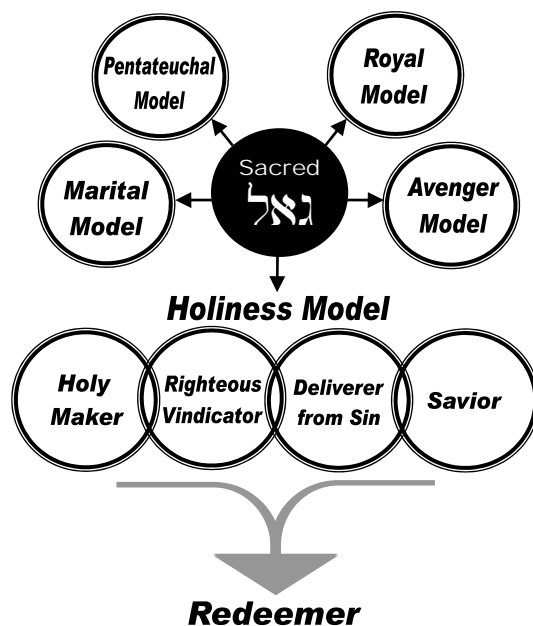 Pentateuchal
Model
Royal
Model
Sacred
גאל
Marital
Model
Avenger
Model
Holiness Model
Holy
Maker
Righteous
Vindicator
Deliverer
from Sin
Savior
Redeemer